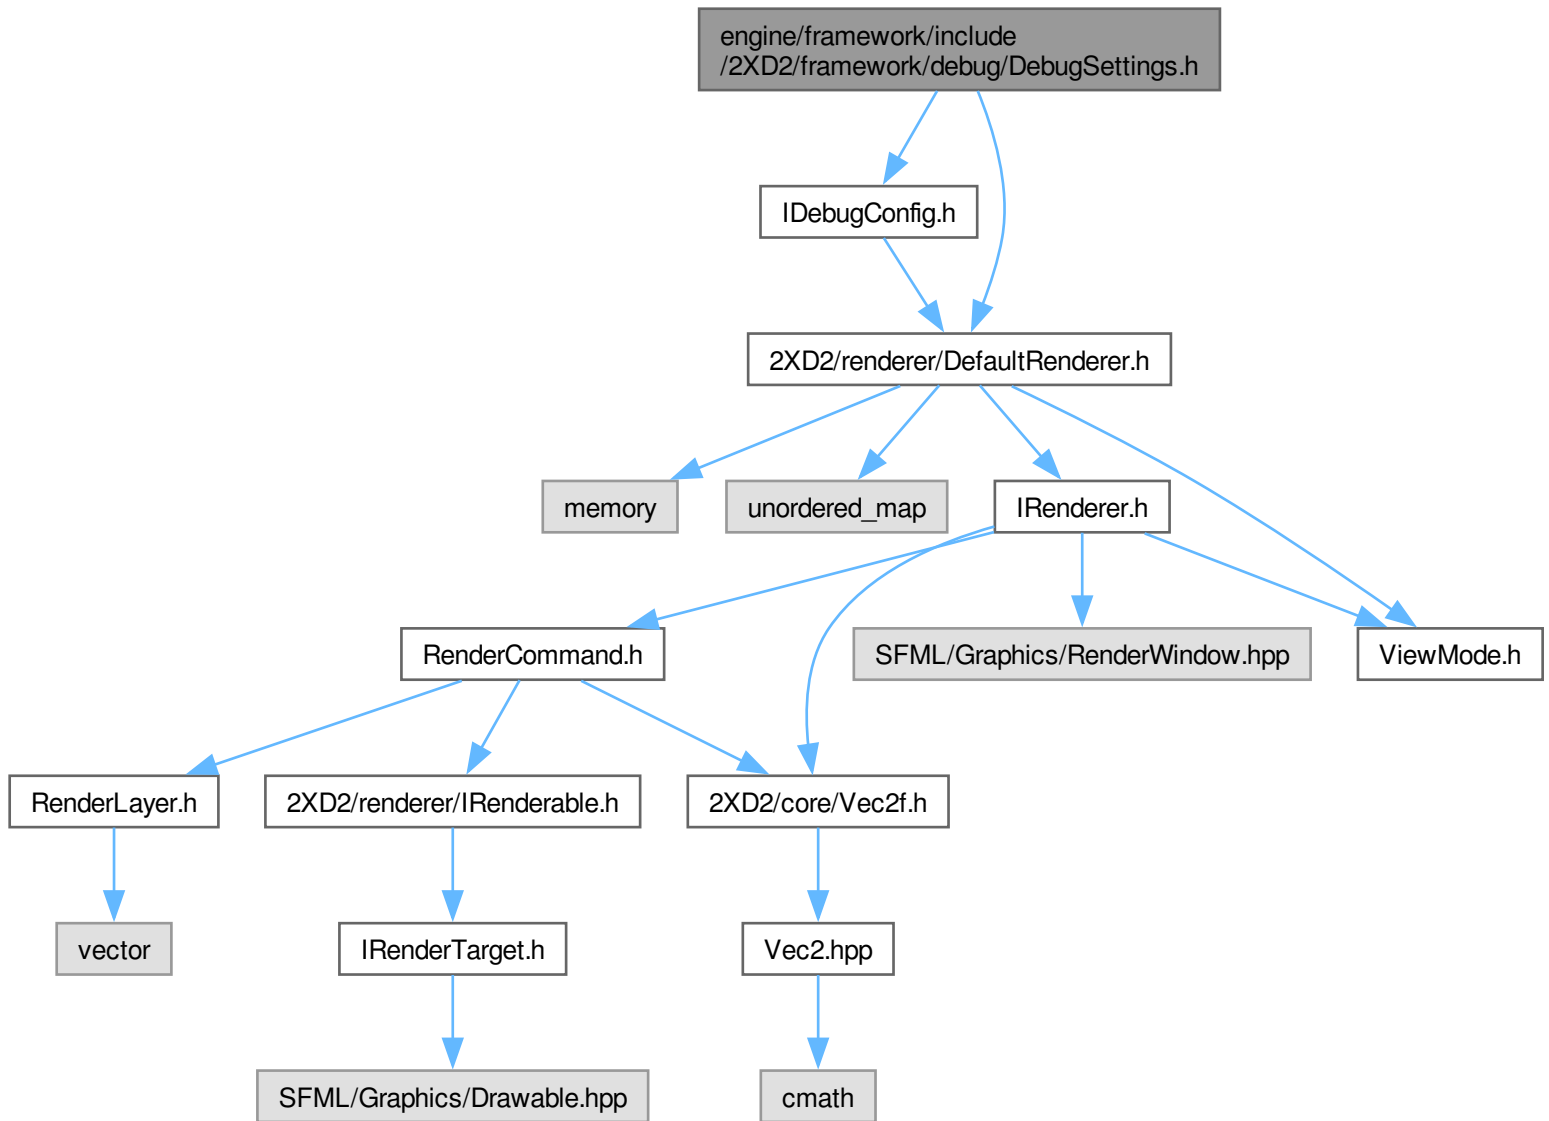 engine/framework/include
/2XD2/framework/debug/DebugSettings.h
IDebugConfig.h
2XD2/renderer/DefaultRenderer.h
memory
unordered_map
IRenderer.h
RenderCommand.h
SFML/Graphics/RenderWindow.hpp
ViewMode.h
RenderLayer.h
2XD2/renderer/IRenderable.h
2XD2/core/Vec2f.h
vector
IRenderTarget.h
Vec2.hpp
SFML/Graphics/Drawable.hpp
cmath